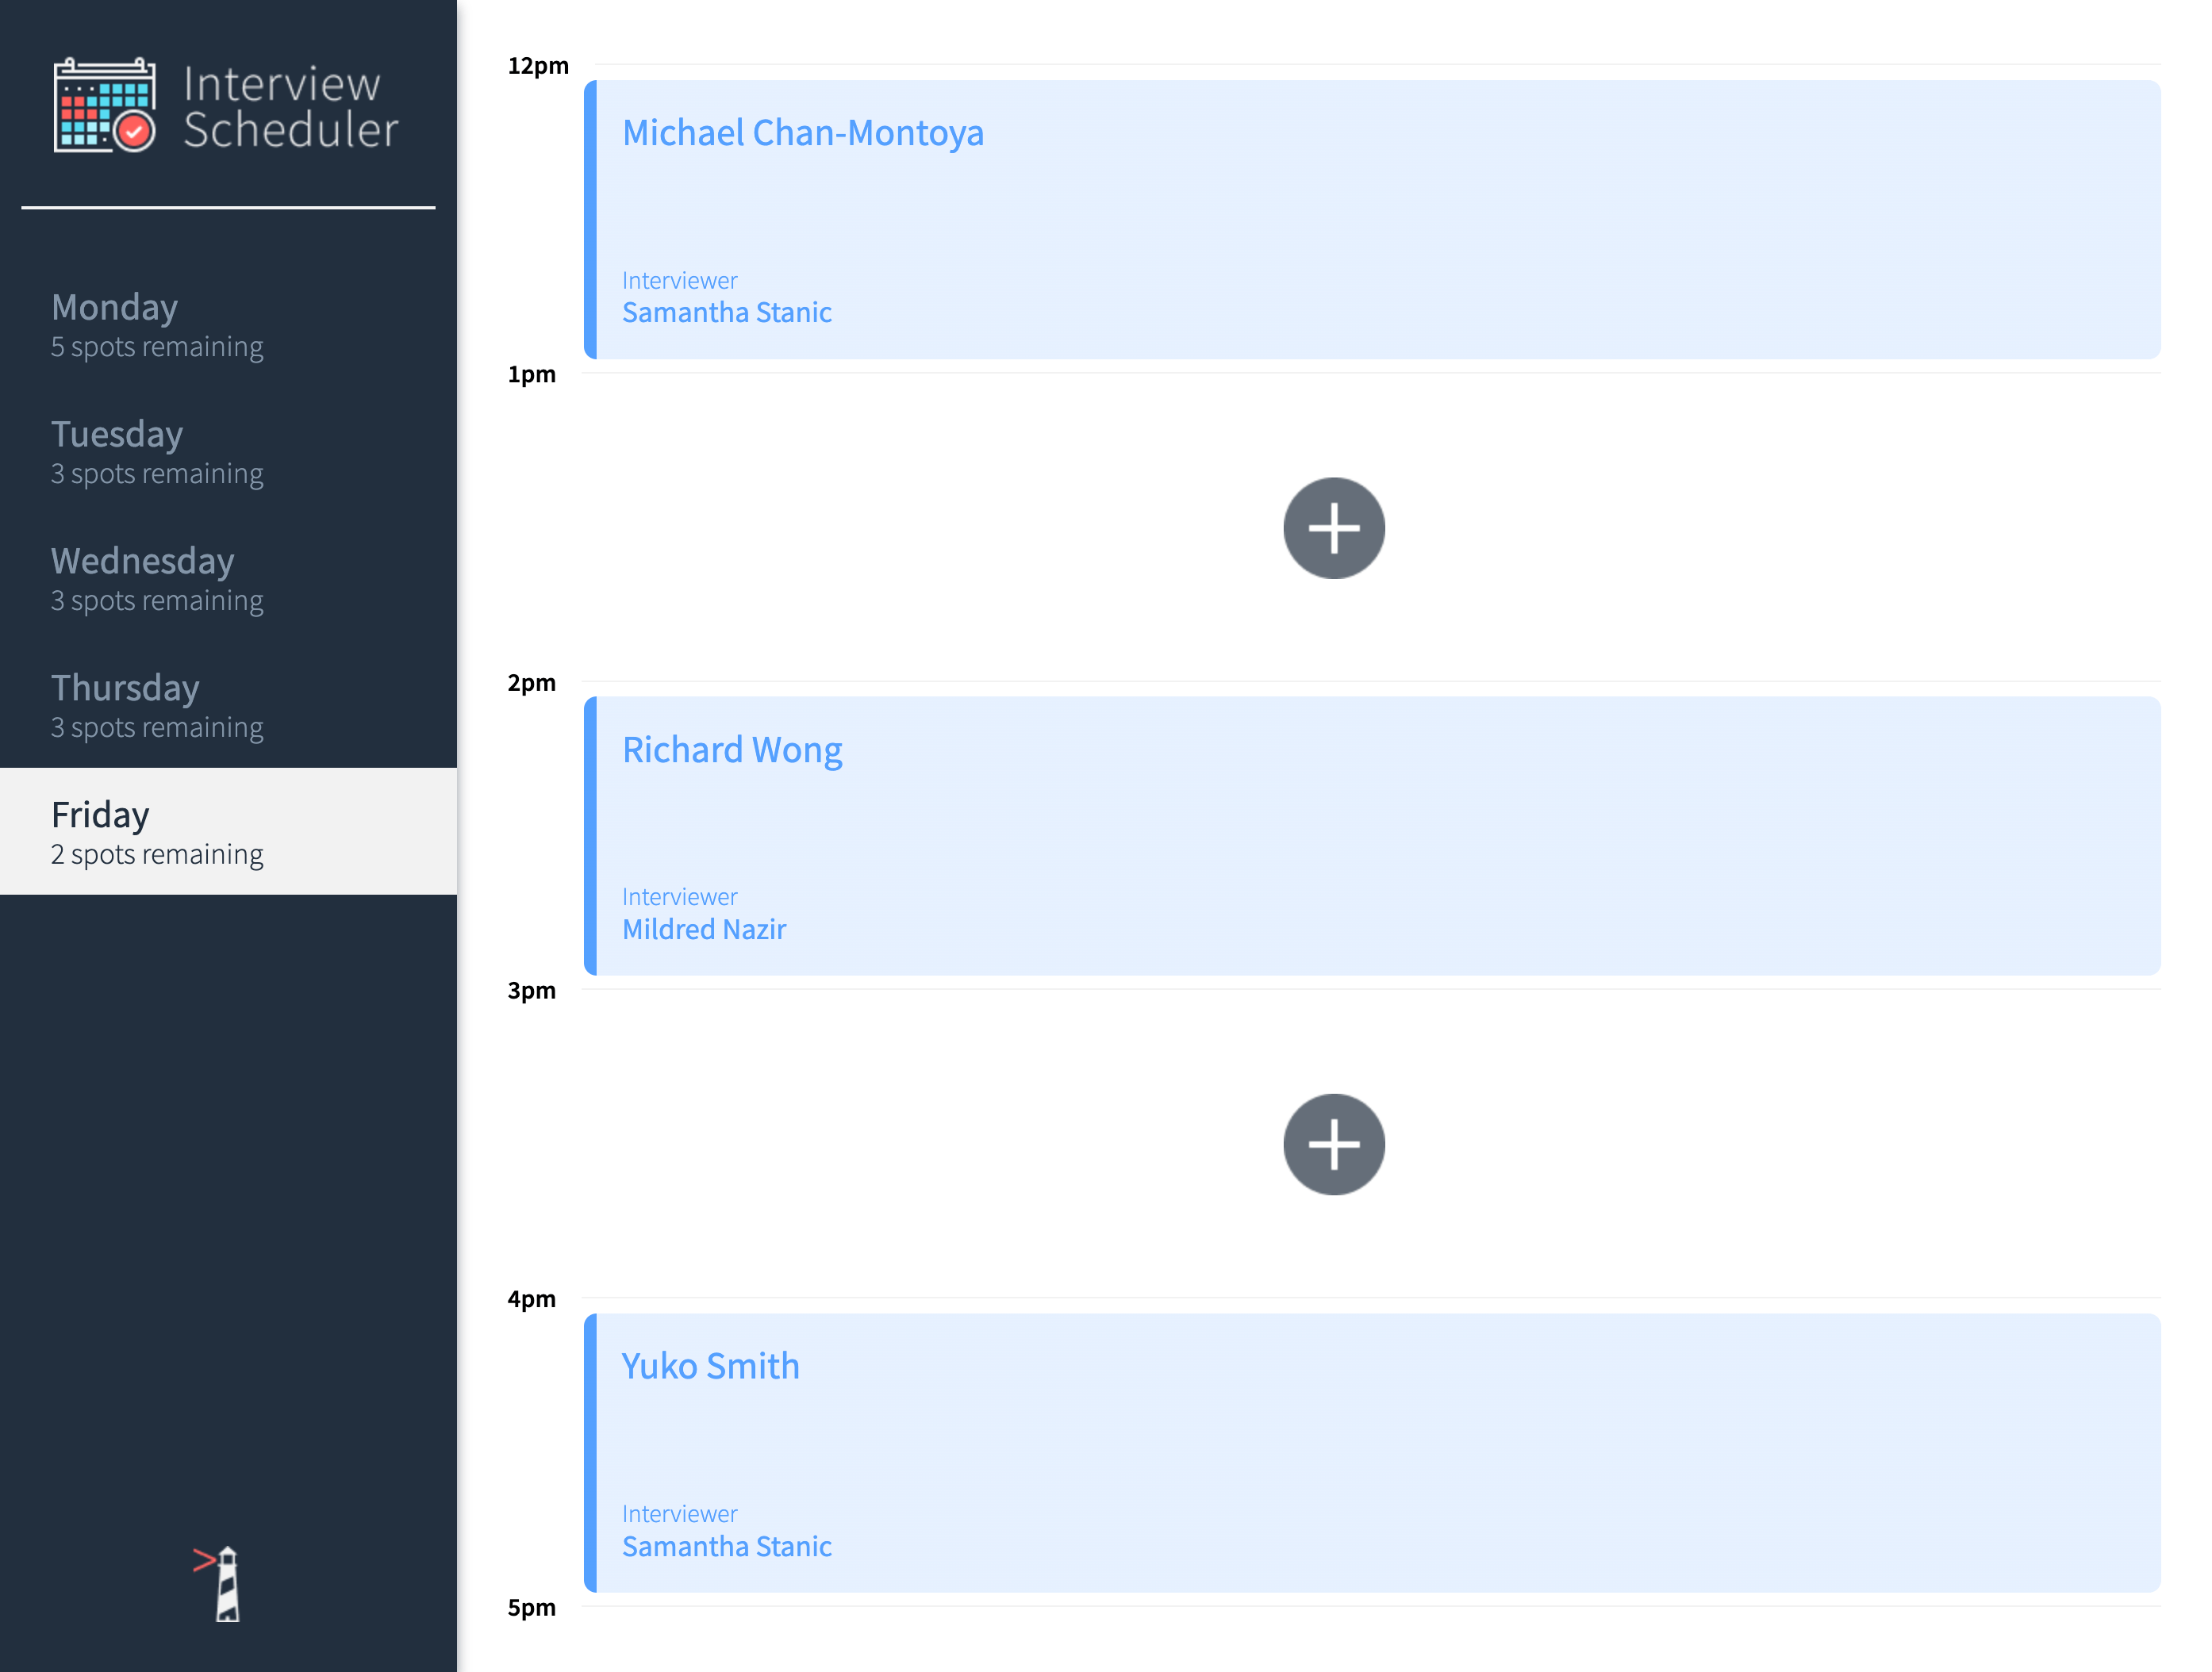 Interview
Scheduler
Monday
5 spots remaining
Tuesday
3 spots remaining
Wednesday
3 spots remaining
Thursday
3 spots remaining
Friday
2 spots remaining
12pm
Michael Chan-Montoya
Interviewer
Samantha Stanic
1pm
2pm
Richard Wong
Interviewer
Mildred Nazir
3pm
4pm
Yuko Smith
Interviewer
Samantha Stanic
5pm